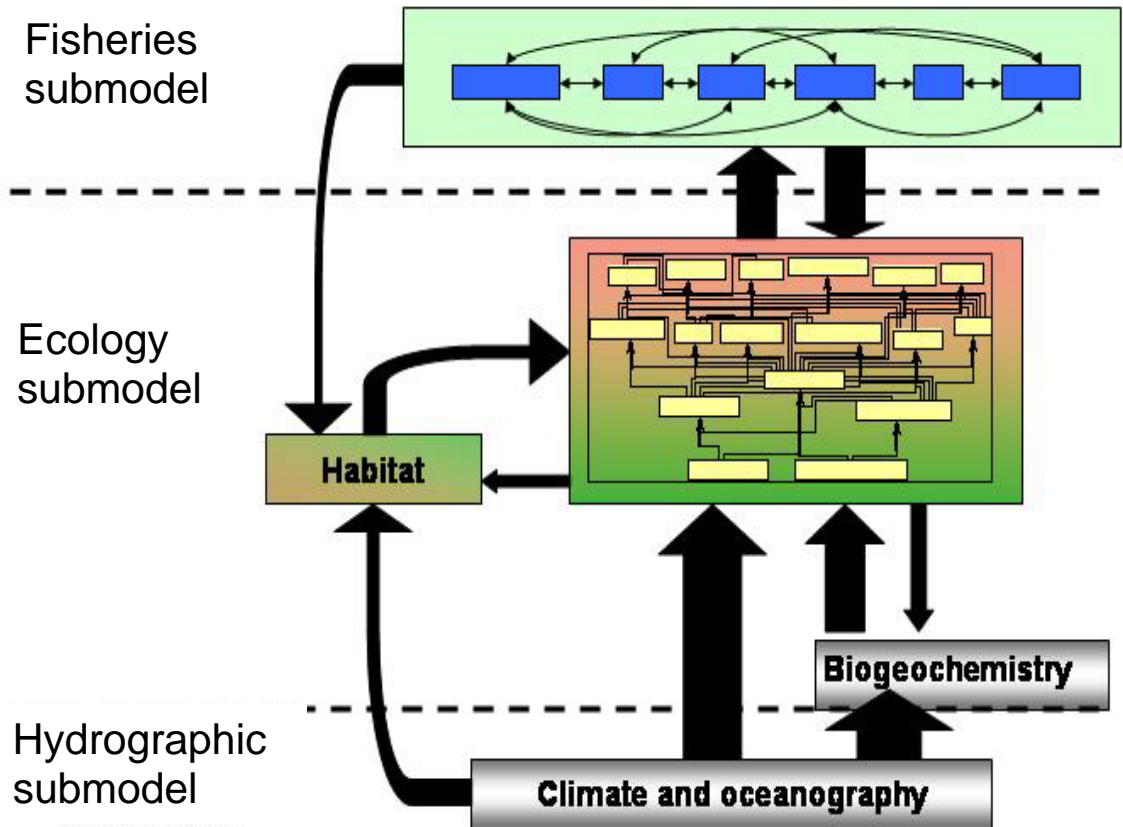 Fisheries
submodel
Ecology
submodel
Habitat
Biogeochemistry
Hydrographic
submodel
Climate and oceanography